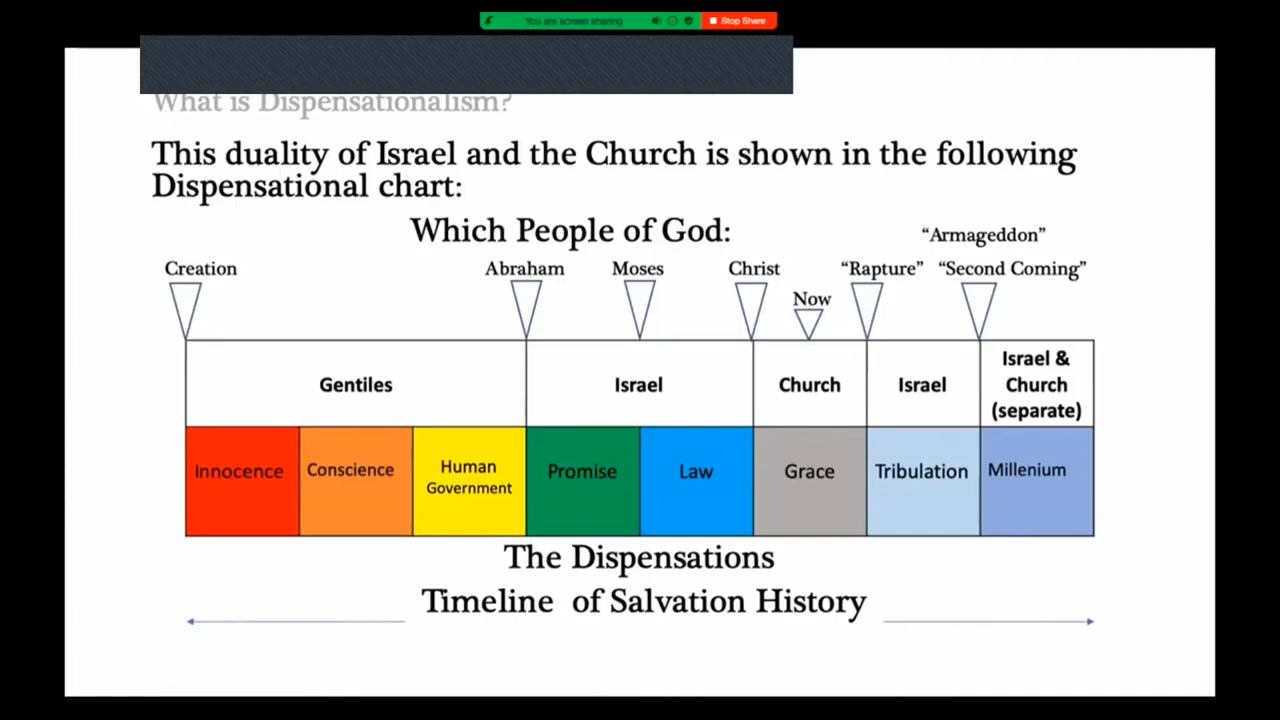 You are screen sharing
Stop Share
What is Dispensationalism?
This duality of Israel and the Church is shown in the following
Dispensational chart:
Which People of God:
“Armageddon”
Creation
Abraham
Moses
Christ
“Rapture”
“Second Coming”
Now
Gentiles
Israel
Church
Israel
Israel &
Church
(separate)
Innocence
Conscience
Human
Government
Promise
Law
Grace
Tribulation
Millenium
The Dispensations
Timeline of Salvation History